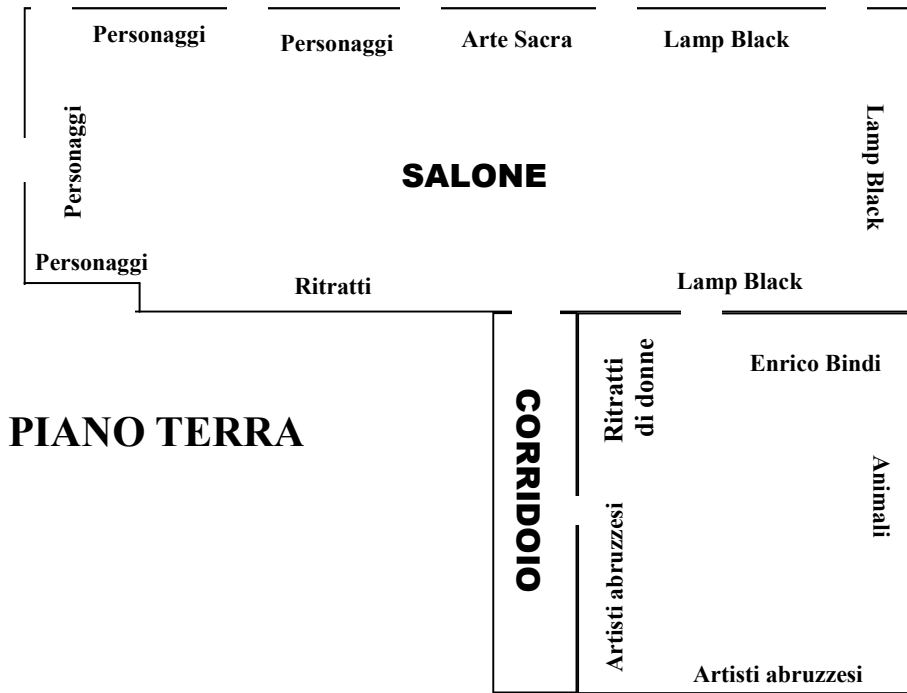 Personaggi
Personaggi
Arte Sacra
Lamp Black
Personaggi
SALONE
Lamp Black
Personaggi
Ritratti
Lamp Black
PIANO TERRA
CORRIDOIO
Ritratti
di donne
Enrico Bindi
Animali
Artisti abruzzesi
Artisti abruzzesi